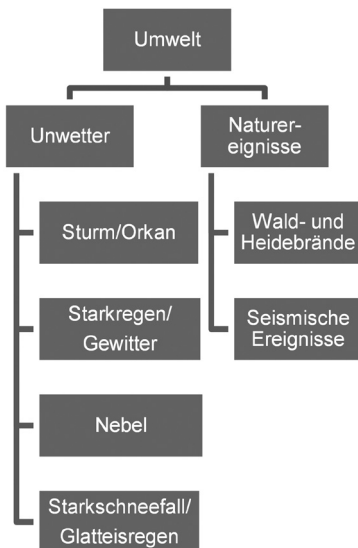 Umwelt
Unwetter
Sturm/Orkan
Starkregen/
Gewitter
Nebel
Starkschneefall/
Glatteisregen
Naturer-
eignisse
Wald- und
Heidebrände
Seismische
Ereignisse